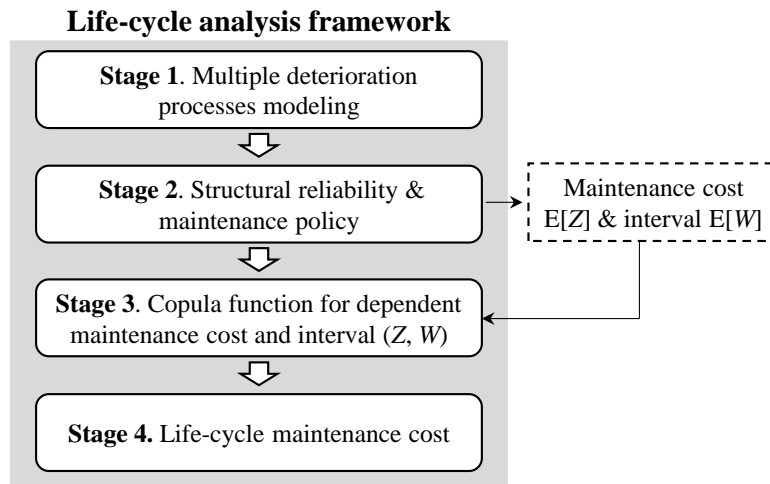 Life-cycle analysis framework
Stage 1. Multiple deterioration
processes modeling
Stage 2. Structural reliability &
maintenance policy
Maintenance cost
E[Z] & interval E[W]
Stage 3. Copula function for dependent
maintenance cost and interval (Z, W)
Stage 4. Life-cycle maintenance cost